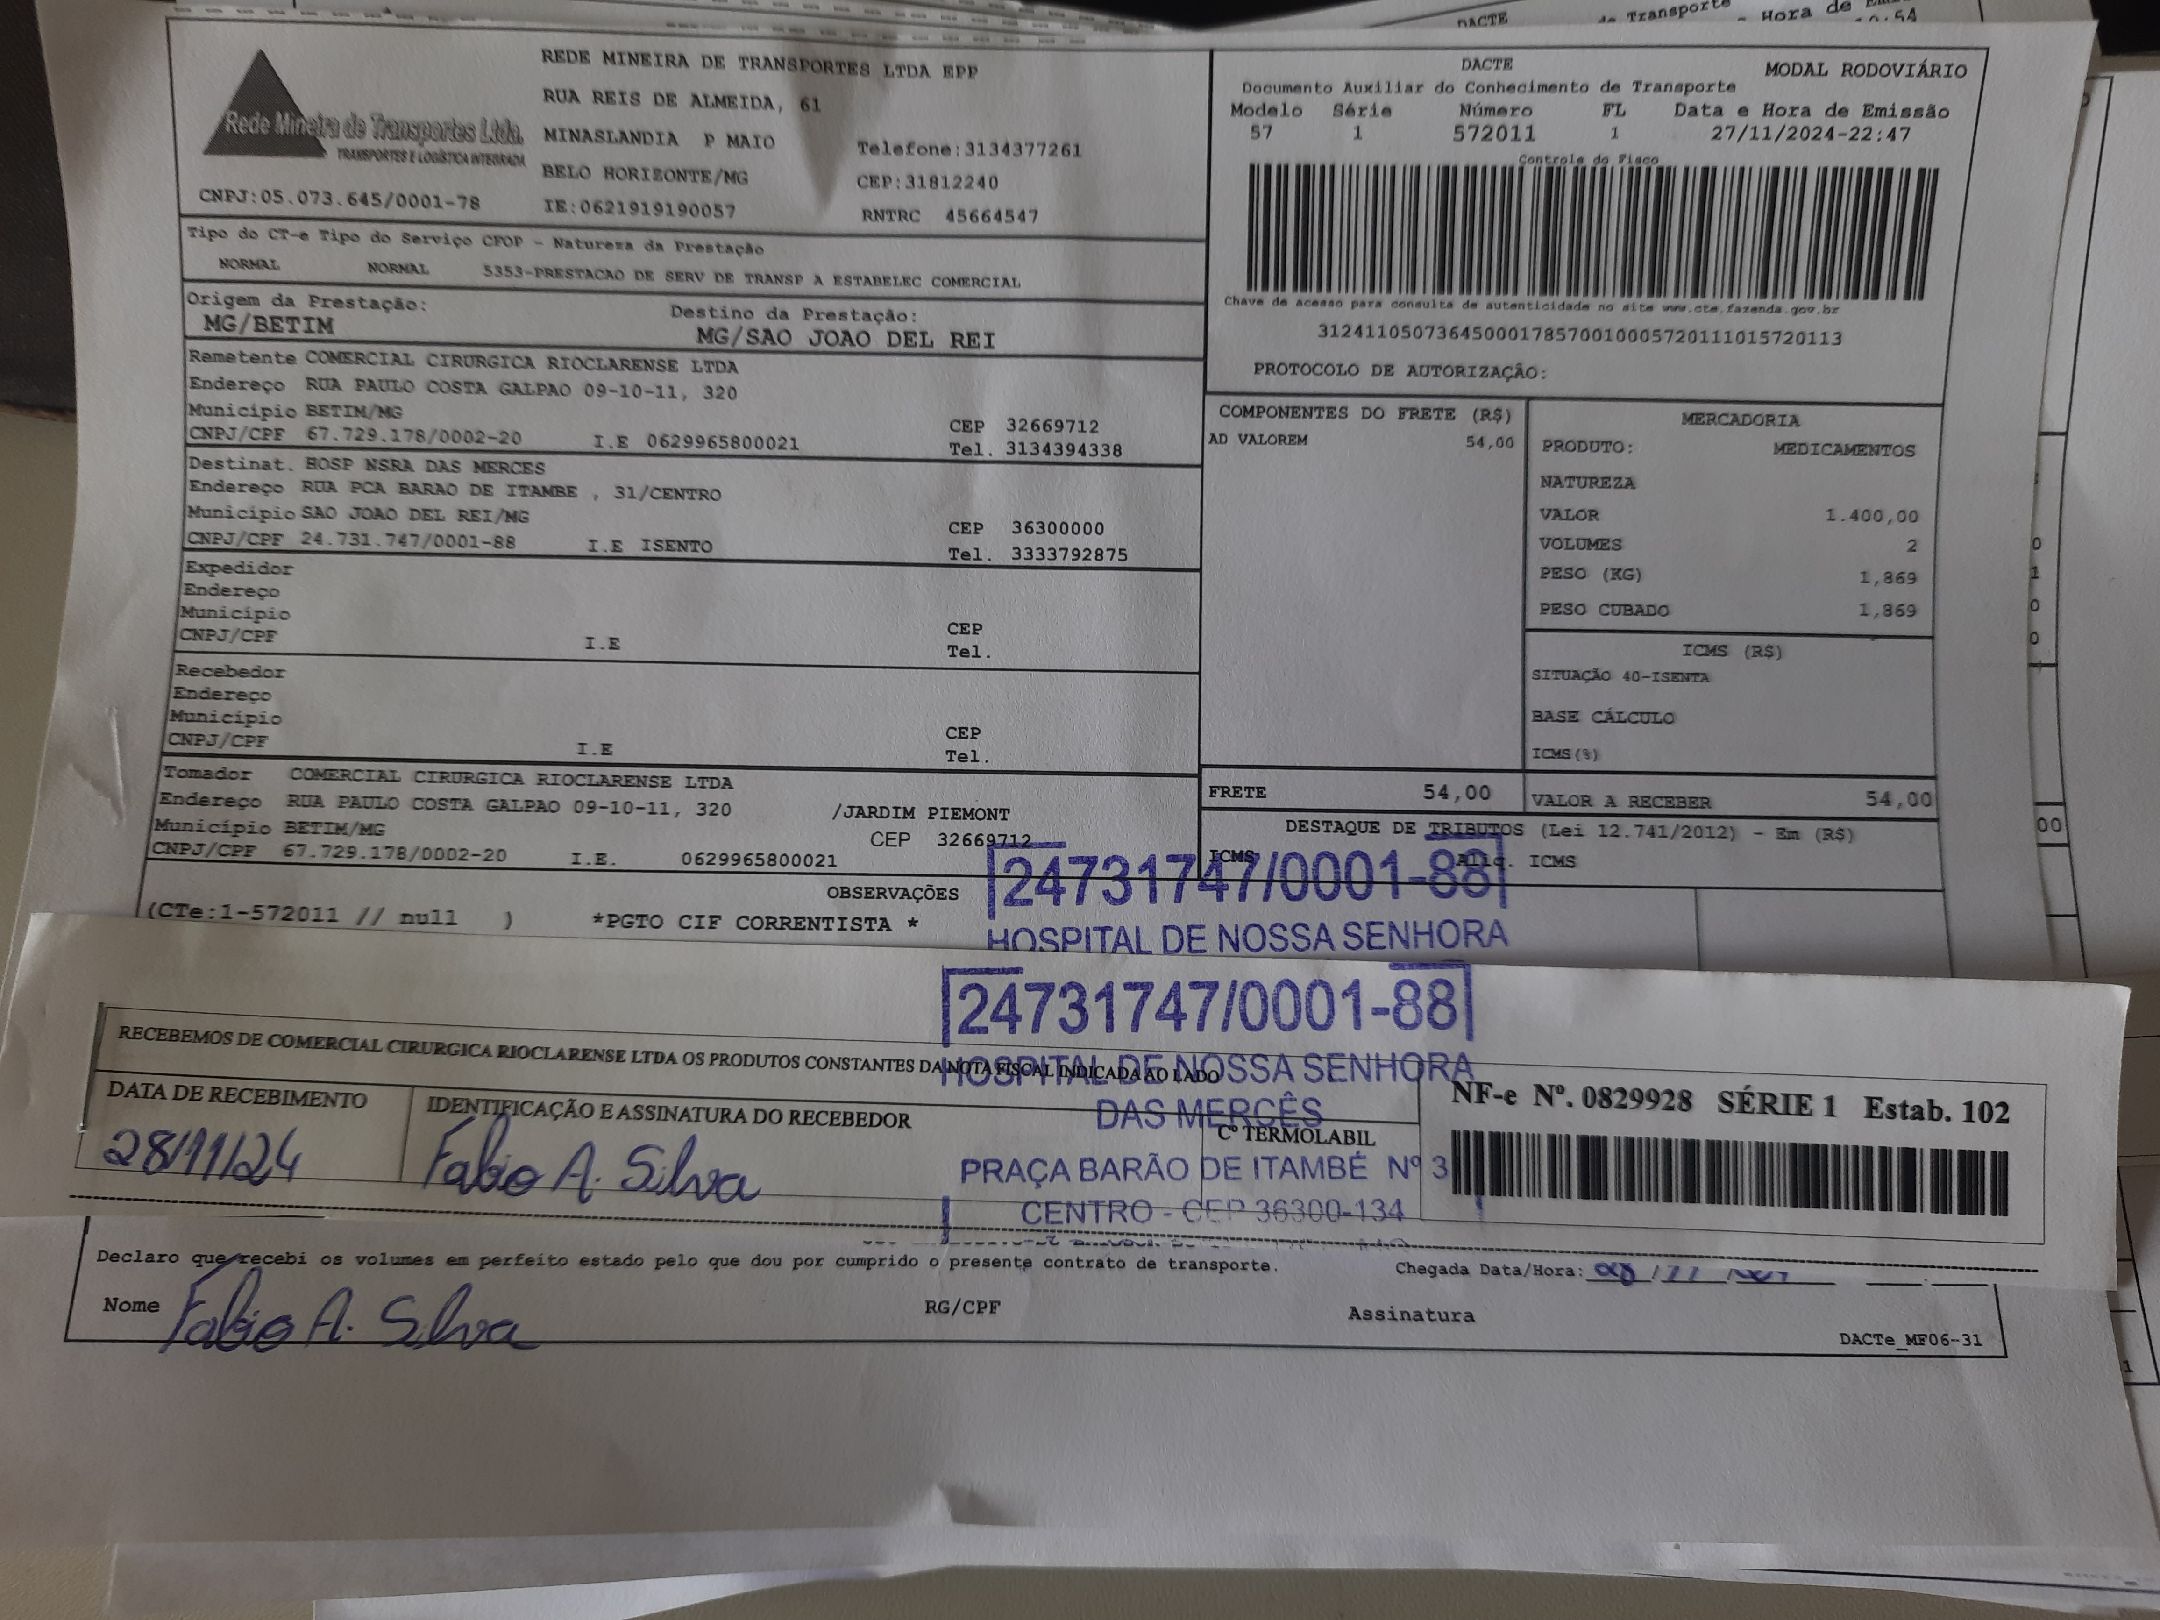 DACTE
de Transporte
Hora de
REDE MINEIRA DE TRANSPORTES LTDA EPP
RUA REIS DE ALMEIDA, 61
MINASLANDIA P MAIO
Telefone:3134377261
BELO HORIZONTE/MG
CEP:31812240
IE:0621919190057
RNTRC 45664547
Rede Mineira de Transportes Ltda.
TRANSPORTES E LOGÍSTICA INTEGRADA
CNPJ:05.073.645/0001-78
DACTE
MODAL RODOVIÁRIO
Documento Auxiliar do Conhecimento de Transporte
Modelo Série Número FL Data e Hora de Emissão
57 1 572011 1 27/11/2024-22:47
Controle do Fisco
Chave de acesso para consulta de autenticidade no site www.cte.fazenda.gov.br
31241105073645000178570010005720111015720113
PROTOCOLO DE AUTORIZAÇÃO:
Tipo do CT-e Tipo do Serviço CFOP - Natureza da Prestação
NORMAL NORMAL 5353-PRESTACAO DE SERV DE TRANSP A ESTABELEC COMERCIAL
Origem da Prestação: Destino da Prestação:
MG/BETIM MG/SAO JOAO DEL REI
Remetente COMERCIAL CIRURGICA RIOCLARENSE LTDA
Endereço RUA PAULO COSTA GALPAO 09-10-11, 320
Município BETIM/MG CEP 32669712
CNPJ/CPF 67.729.178/0002-20 I.E 0629965800021 Tel. 3134394338
Destinat. HOSP NSRA DAS MERCES
Endereço RUA PCA BARAO DE ITAMBE , 31/CENTRO
Município SAO JOAO DEL REI/MG CEP 36300000
CNPJ/CPF 24.731.747/0001-88 I.E ISENTO Tel. 3333792875
Expedidor
Endereço
Município CEP
CNPJ/CPF I.E Tel.
Recebedor
Endereço
Município CEP
CNPJ/CPF I.E Tel.
Tomador COMERCIAL CIRURGICA RIOCLARENSE LTDA
Endereço RUA PAULO COSTA GALPAO 09-10-11, 320 /JARDIM PIEMONT
Município BETIM/MG CEP 32669712
CNPJ/CPF 67.729.178/0002-20 I.E. 0629965800021
COMPONENTES DO FRETE (R$)
AD VALOREM 54,00
MERCADORIA
PRODUTO: MEDICAMENTOS
NATUREZA
VALOR 1.400,00
VOLUMES 2
PESO (KG) 1,869
PESO CUBADO 1,869
ICMS (R$)
SITUAÇÃO 40-ISENTA
BASE CÁLCULO
ICMS(%)
FRETE 54,00 VALOR A RECEBER 54,00
DESTAQUE DE TRIBUTOS (Lei 12.741/2012) - Em (R$)
ICMS Aliq. ICMS
OBSERVAÇÕES
(CTe:1-572011 // null ) *PGTO CIF CORRENTISTA *
24731747/0001-88
HOSPITAL DE NOSSA SENHORA
24731747/0001-88
HOSPITAL DE NOSSA SENHORA
DAS MERCÊS
PRAÇA BARÃO DE ITAMBÉ Nº 3
CENTRO - CEP 36300-134
RECEBEMOS DE COMERCIAL CIRURGICA RIOCLARENSE LTDA OS PRODUTOS CONSTANTES DA NOTA FISCAL INDICADA AO LADO
DATA DE RECEBIMENTO IDENTIFICAÇÃO E ASSINATURA DO RECEBEDOR Cº TERMOLABIL
28/11/24 Fabio A. Silva
NF-e Nº. 0829928 SÉRIE 1 Estab. 102
Declaro que recebi os volumes em perfeito estado pelo que dou por cumprido o presente contrato de transporte. Chegada Data/Hora:
Nome Fabio A. Silva RG/CPF Assinatura
DACTe_MF06-31